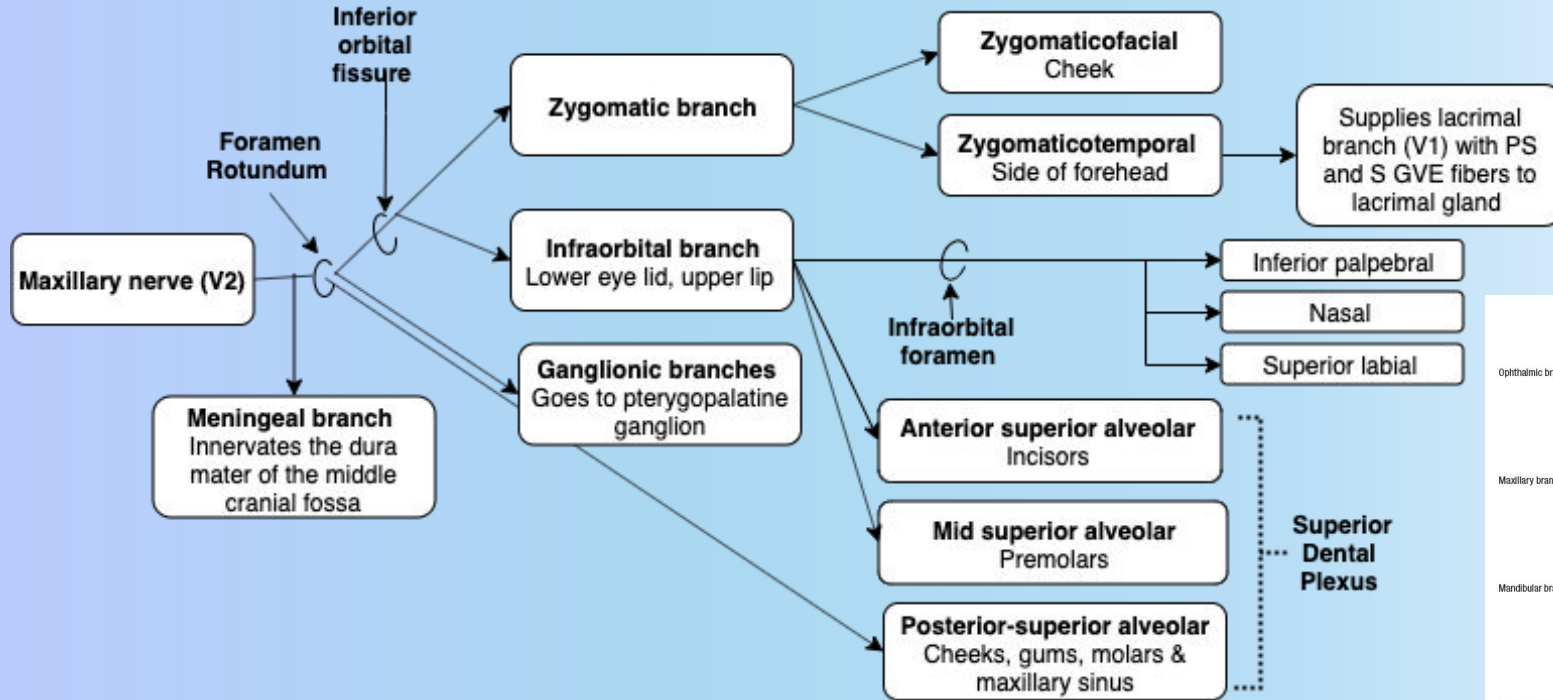 Inferior
orbital
fissure
Foramen
Rotundum
Maxillary nerve (V2)
Meningeal branch
Innervates the dura
mater of the middle
cranial fossa
Zygomatic branch
Infraorbital branch
Lower eye lid, upper lip
Ganglionic branches
Goes to pterygopalatine
ganglion
Zygomaticofacial
Cheek
Zygomaticotemporal
Side of forehead
Supplies lacrimal
branch (V1) with PS
and S GVE fibers to
lacrimal gland
Infraorbital
foramen
Inferior palpebral
Nasal
Superior labial
Anterior superior alveolar
Incisors
Mid superior alveolar
Premolars
Posterior-superior alveolar
Cheeks, gums, molars &
maxillary sinus
Superior
Dental
Plexus
Ophthalmic
Maxillary
Mandibular